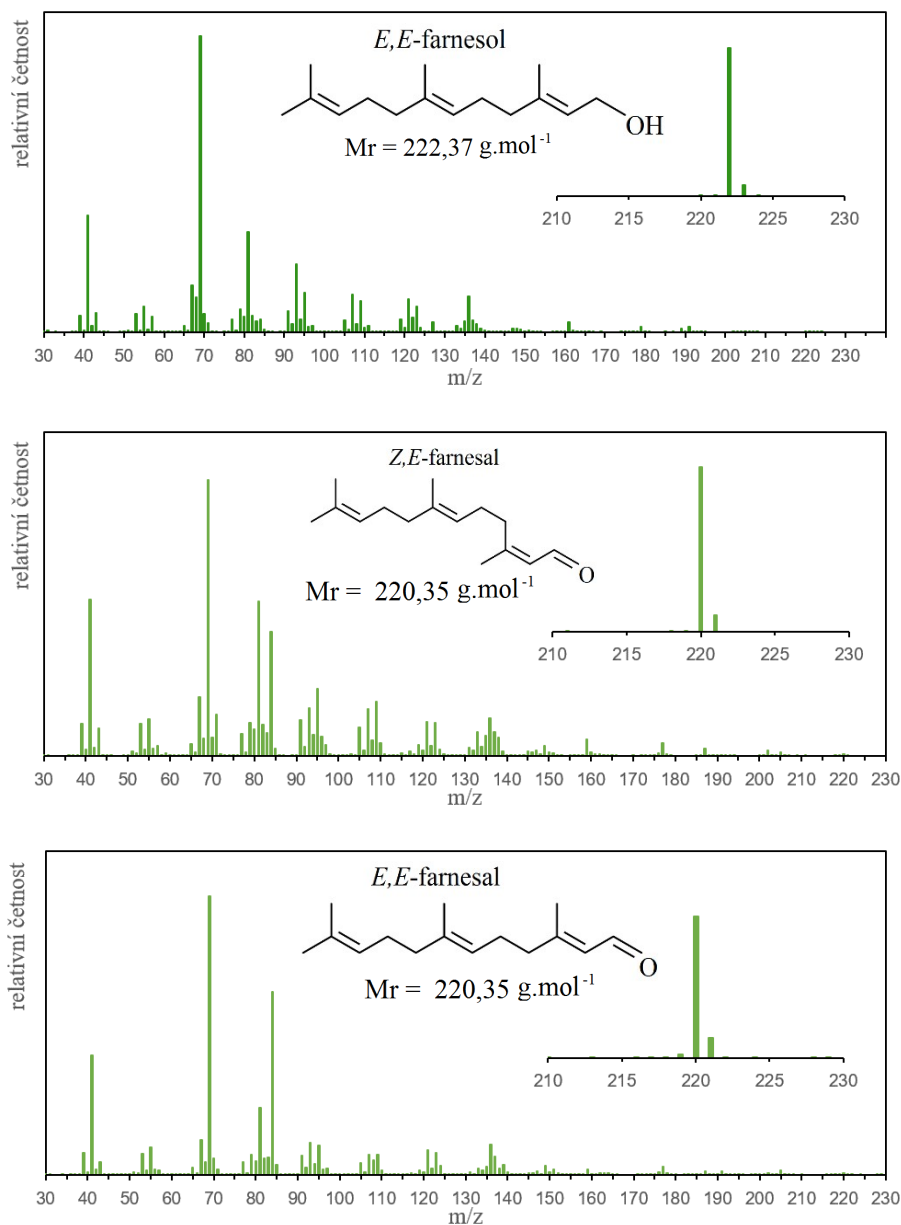 relativní četnost
E,E-farnesol
OH
Mr = 222,37 g.mol-1
210 215 220 225 230
30 40 50 60 70 80 90 100 110 120 130 140 150 160 170 180 190 200 210 220 230
m/z
relativní četnost
Z,E-farnesal
O
Mr = 220,35 g.mol-1
210 215 220 225 230
30 40 50 60 70 80 90 100 110 120 130 140 150 160 170 180 190 200 210 220 230
m/z
relativní četnost
E,E-farnesal
O
Mr = 220,35 g.mol-1
210 215 220 225 230
30 40 50 60 70 80 90 100 110 120 130 140 150 160 170 180 190 200 210 220 230
m/z